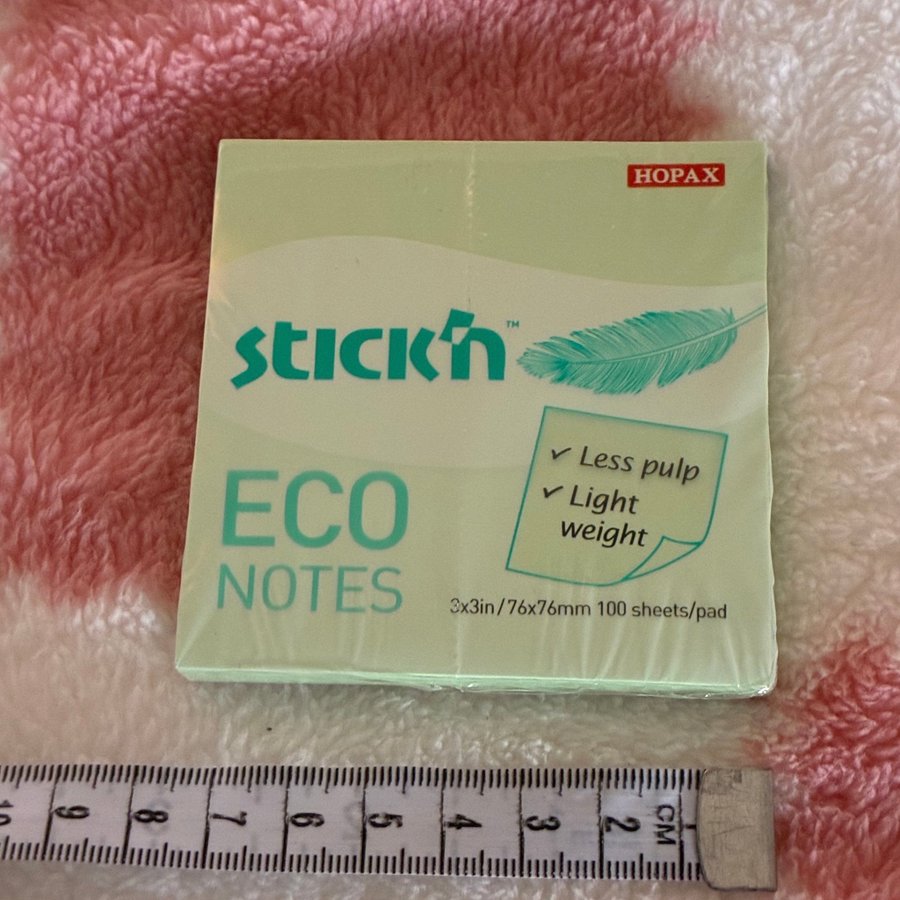 HOPAX
STICK'n™
✓ Less pulp
✓ Light
weight
ECO
NOTES
3x3in/76x76mm 100 sheets/pad
10 9 8 7 6 5 4 3 2 CM